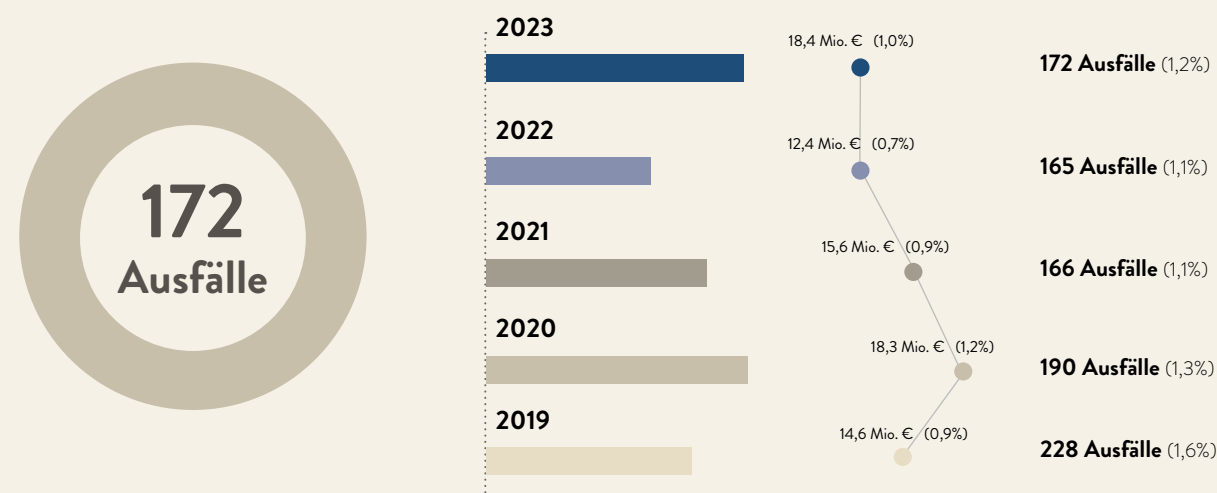 172
Ausfälle
2023
18,4 Mio. € (1,0%)
172 Ausfälle (1,2%)
2022
12,4 Mio. € (0,7%)
165 Ausfälle (1,1%)
2021
15,6 Mio. € (0,9%)
166 Ausfälle (1,1%)
2020
18,3 Mio. € (1,2%)
190 Ausfälle (1,3%)
2019
14,6 Mio. € (0,9%)
228 Ausfälle (1,6%)